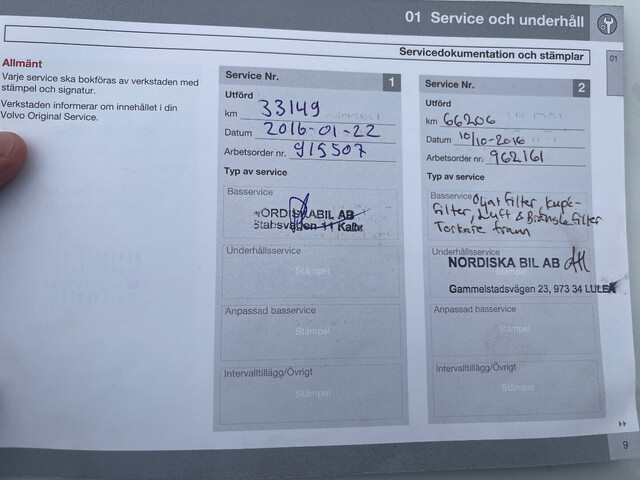 01 Service och underhåll
Servicedokumentation och stämplar
01
Allmänt
Varje service ska bokföras av verkstaden med
stämpel och signatur.
Verkstaden informerar om innehållet i din
Volvo Original Service.
Service Nr.
1
Utförd
km 33149
Datum 2016-01-22
Arbetsorder nr. 915507
Typ av service
Basservice
NORDISKA BIL AB
Underhållsservice
Stämpel
Anpassad basservice
Stämpel
Intervalltillägg/Övrigt
Stämpel
Service Nr.
2
Utförd
km 66206
Datum 10/10-2016
Arbetsorder nr. 962161
Typ av service
Basservice Oljat filter, kupé-
filter, Luft & Bränsle filter
Torkare fram
Underhållsservice
NORDISKA BIL AB
Gammelstadsvägen 23, 973 34 LULEÅ
Anpassad basservice
Stämpel
Intervalltillägg/Övrigt
Stämpel
9